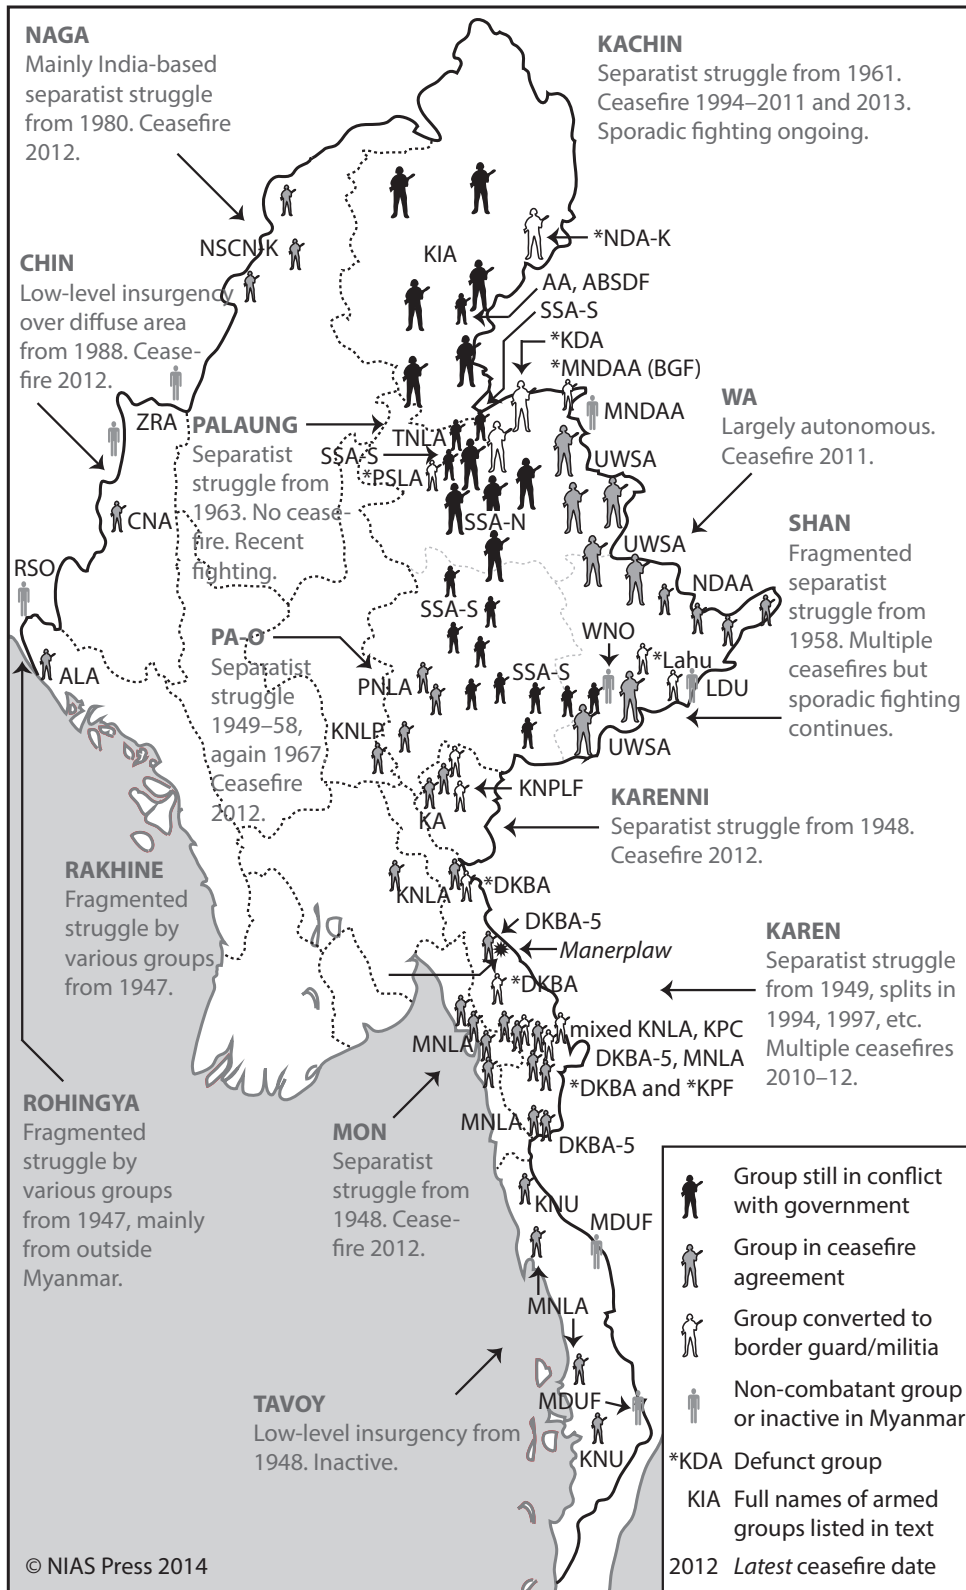 NAGA
Mainly India-based
separatist struggle
from 1980. Ceasefire
2012.
KACHIN
Separatist struggle from 1961.
Ceasefire 1994–2011 and 2013.
Sporadic fighting ongoing.
NSCN-K
KIA
*NDA-K
CHIN
Low-level insurgency
over diffuse area
from 1988. Cease-
fire 2012.
AA, ABSDF
SSA-S
*KDA
*MNDAA (BGF)
MNDAA
ZRA
PALAUNG
Separatist
struggle from
1963. No cease-
fire. Recent
fighting.
TNLA
SSA-S
*PSLA
UWSA
WA
Largely autonomous.
Ceasefire 2011.
CNA
SSA-N
UWSA
SHAN
Fragmented
separatist
struggle from
1958. Multiple
ceasefires but
sporadic fighting
continues.
RSO
NDAA
SSA-S
WNO
PA-O
Separatist
struggle
1949–58,
again 1967
Ceasefire
2012.
*Lahu
ALA
PNLA
SSA-S
LDU
KNLP
UWSA
KNPLF
KA
KARENNI
Separatist struggle from 1948.
Ceasefire 2012.
RAKHINE
Fragmented
struggle by
various groups
from 1947.
KNLA
*DKBA
DKBA-5
Manerplaw
*DKBA
KAREN
Separatist struggle
from 1949, splits in
1994, 1997, etc.
Multiple ceasefires
2010–12.
MNLA
mixed KNLA, KPC
DKBA-5, MNLA
*DKBA and *KPF
ROHINGYA
Fragmented
struggle by
various groups
from 1947, mainly
from outside
Myanmar.
MON
Separatist
struggle from
1948. Cease-
fire 2012.
MNLA
DKBA-5
KNU
MDUF
MNLA
TAVOY
Low-level insurgency from
1948. Inactive.
MDUF
KNU
Group still in conflict
with government
Group in ceasefire
agreement
Group converted to
border guard/militia
Non-combatant group
or inactive in Myanmar
*KDA Defunct group
KIA Full names of armed
groups listed in text
2012 Latest ceasefire date
© NIAS Press 2014